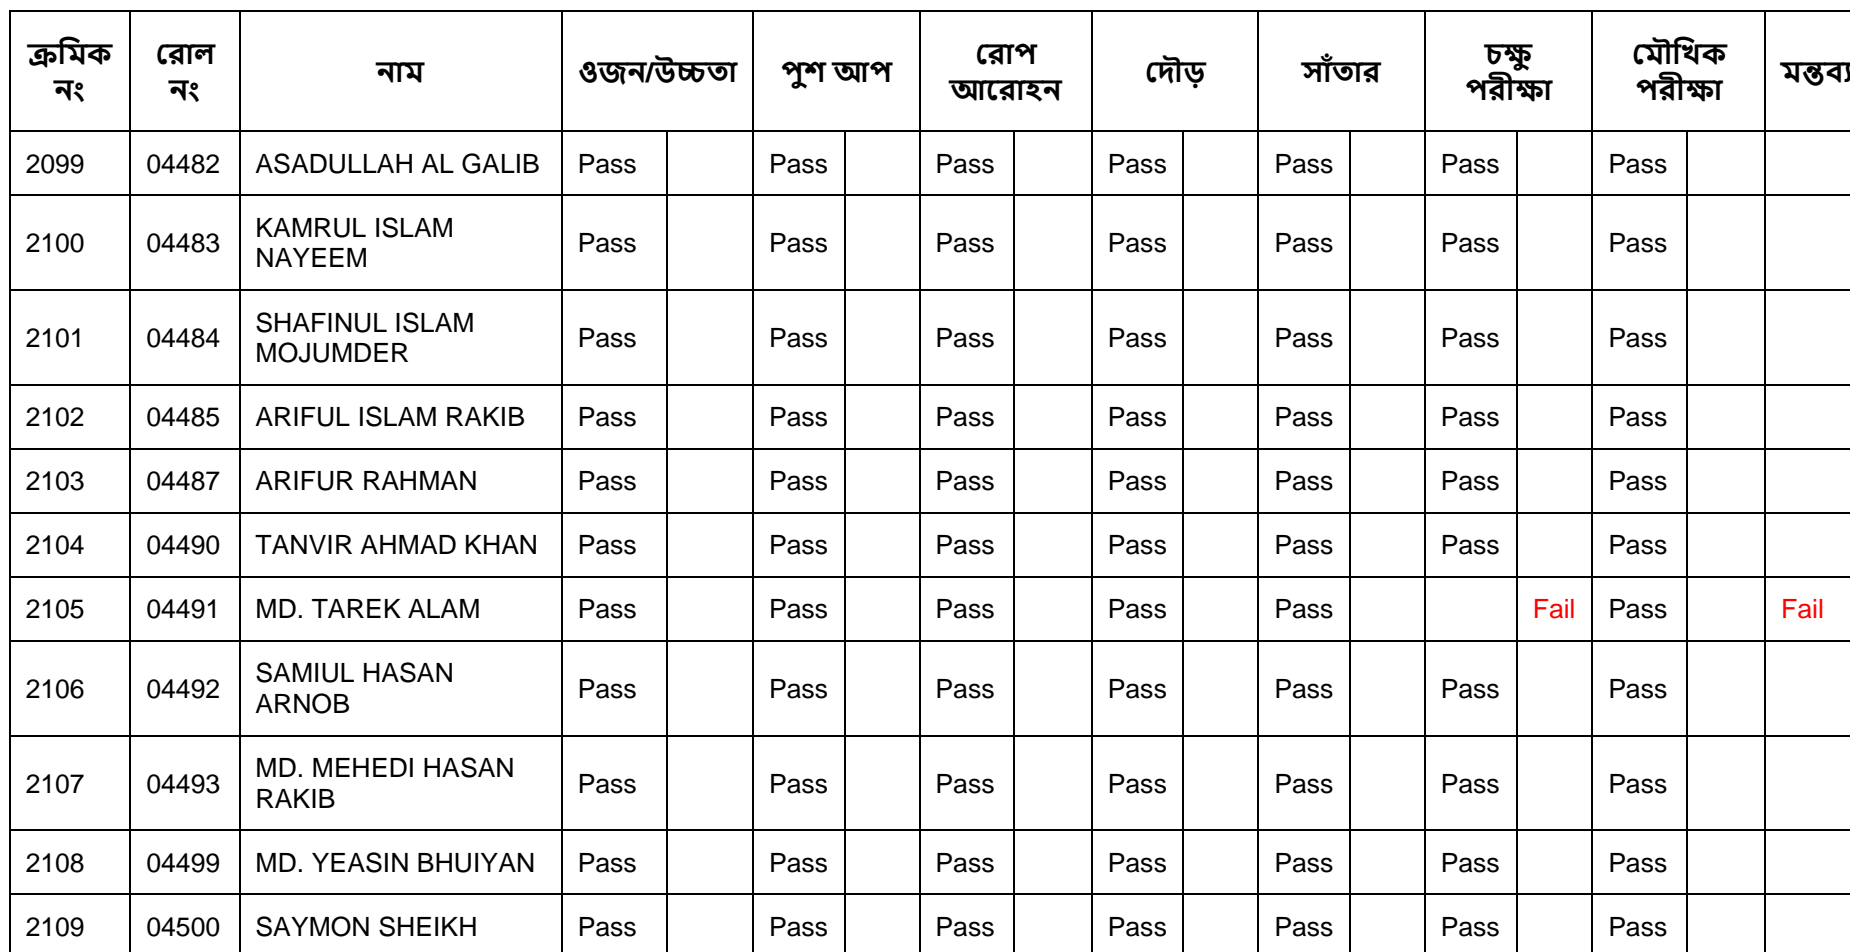 ক্রমিক নং রোল নং নাম ওজন/উচ্চতা পুশ আপ রোপ আরোহন দৌড় সাঁতার চক্ষু পরীক্ষা মৌখিক পরীক্ষা মন্তব্য
2099 04482 ASADULLAH AL GALIB Pass Pass Pass Pass Pass Pass Pass
2100 04483 KAMRUL ISLAM NAYEEM Pass Pass Pass Pass Pass Pass Pass
2101 04484 SHAFINUL ISLAM MOJUMDER Pass Pass Pass Pass Pass Pass Pass
2102 04485 ARIFUL ISLAM RAKIB Pass Pass Pass Pass Pass Pass Pass
2103 04487 ARIFUR RAHMAN Pass Pass Pass Pass Pass Pass Pass
2104 04490 TANVIR AHMAD KHAN Pass Pass Pass Pass Pass Pass Pass
2105 04491 MD. TAREK ALAM Pass Pass Pass Pass Pass Fail Pass Fail
2106 04492 SAMIUL HASAN ARNOB Pass Pass Pass Pass Pass Pass Pass
2107 04493 MD. MEHEDI HASAN RAKIB Pass Pass Pass Pass Pass Pass Pass
2108 04499 MD. YEASIN BHUIYAN Pass Pass Pass Pass Pass Pass Pass
2109 04500 SAYMON SHEIKH Pass Pass Pass Pass Pass Pass Pass